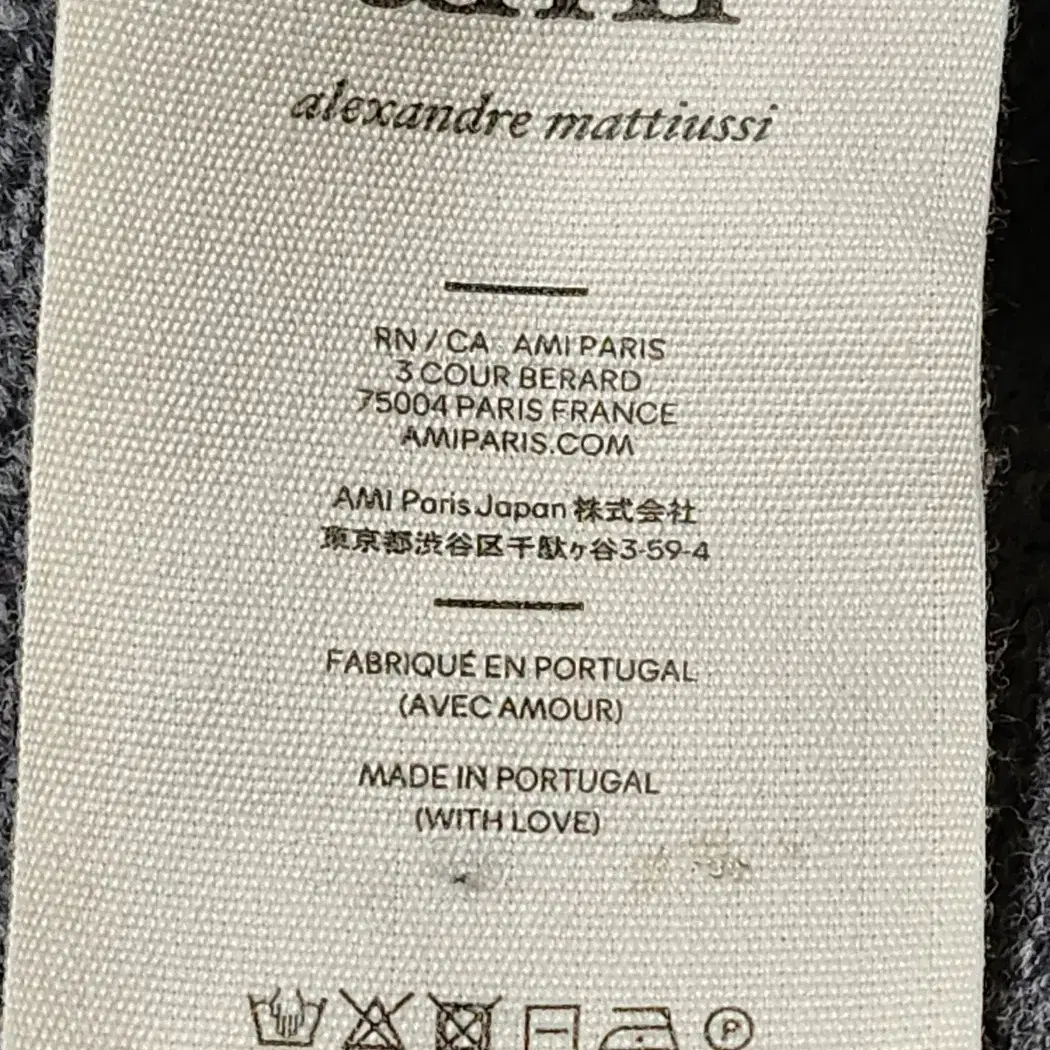 ami
alexandre mattiussi
RN / CA : AMI PARIS
3 COUR BERARD
75004 PARIS FRANCE
AMIPARIS.COM
AMI Paris Japan 株式会社
東京都渋谷区千駄ヶ谷3-59-4
FABRIQUÉ EN PORTUGAL
(AVEC AMOUR)
MADE IN PORTUGAL
(WITH LOVE)
P